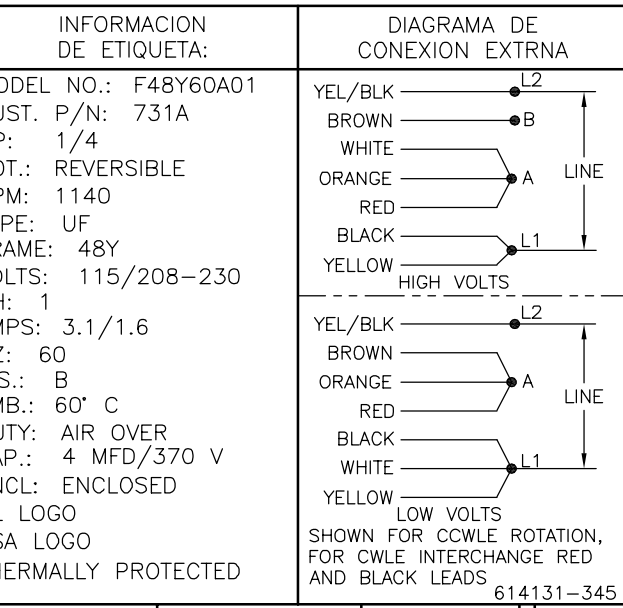 INFORMACION
DE ETIQUETA:
ODEL NO.: F48Y60A01
UST. P/N: 731A
P: 1/4
OT.: REVERSIBLE
PM: 1140
PE: UF
RAME: 48Y
OLTS: 115/208-230
H: 1
MPS: 3.1/1.6
Z: 60
S.: B
MB.: 60° C
UTY: AIR OVER
AP.: 4 MFD/370 V
NCL: ENCLOSED
L LOGO
SA LOGO
HERMALLY PROTECTED
DIAGRAMA DE
CONEXION EXTRNA
YEL/BLK L2
BROWN B
WHITE
ORANGE A LINE
RED
BLACK L1
YELLOW
HIGH VOLTS
YEL/BLK L2
BROWN
ORANGE A
RED LINE
BLACK
WHITE L1
YELLOW
LOW VOLTS
SHOWN FOR CCWLE ROTATION,
FOR CWLE INTERCHANGE RED
AND BLACK LEADS
614131-345